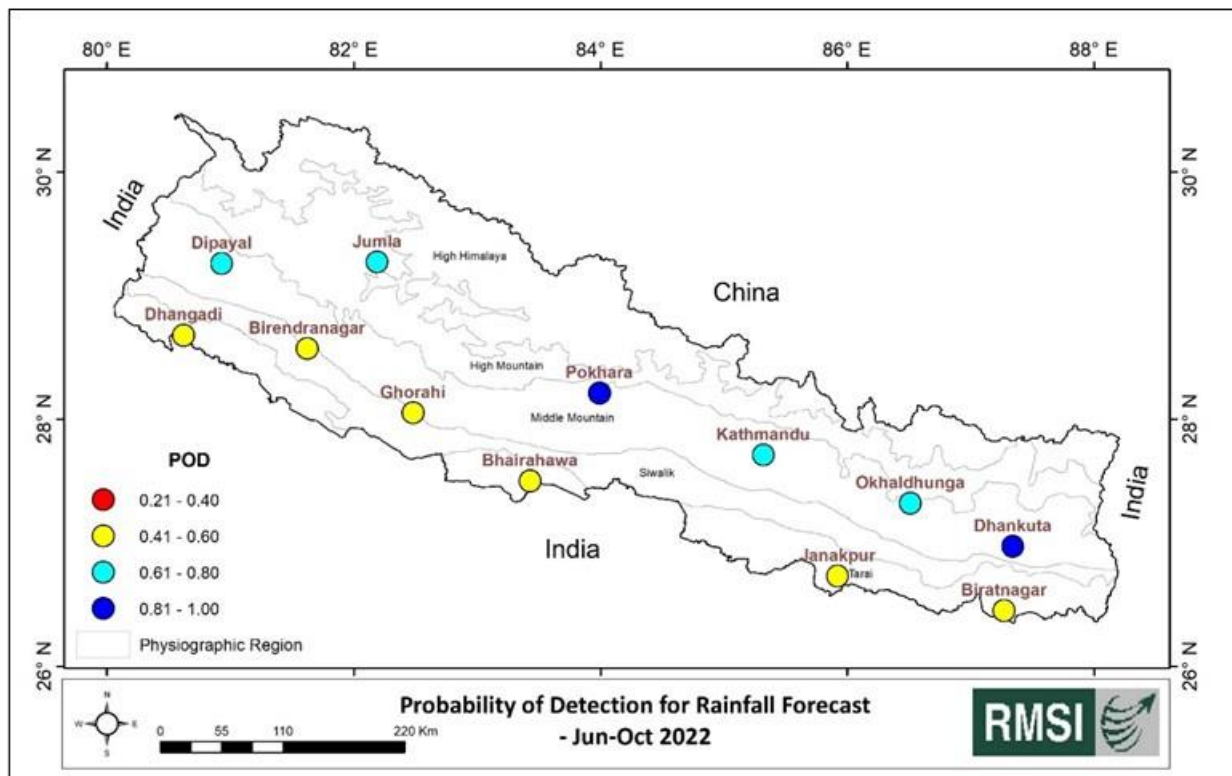 80° E 82° E 84° E 86° E 88° E
30° N 30° N
India
Dipayal Jumla
High Himalaya
China
Dhangadi
Birendranagar
High Mountain
Pokhara
Ghorahi
Middle Mountain
28° N 28° N
Kathmandu
Bhairahawa
Siwalik
Okhaldhunga
India
Dhankuta
India
Janakpur
Tarai
Biratnagar
POD
0.21 - 0.40
0.41 - 0.60
0.61 - 0.80
0.81 - 1.00
Physiographic Region
26° N 26° N
N
W E
S
0 55 110 220 Km
Probability of Detection for Rainfall Forecast
- Jun-Oct 2022
RMSI